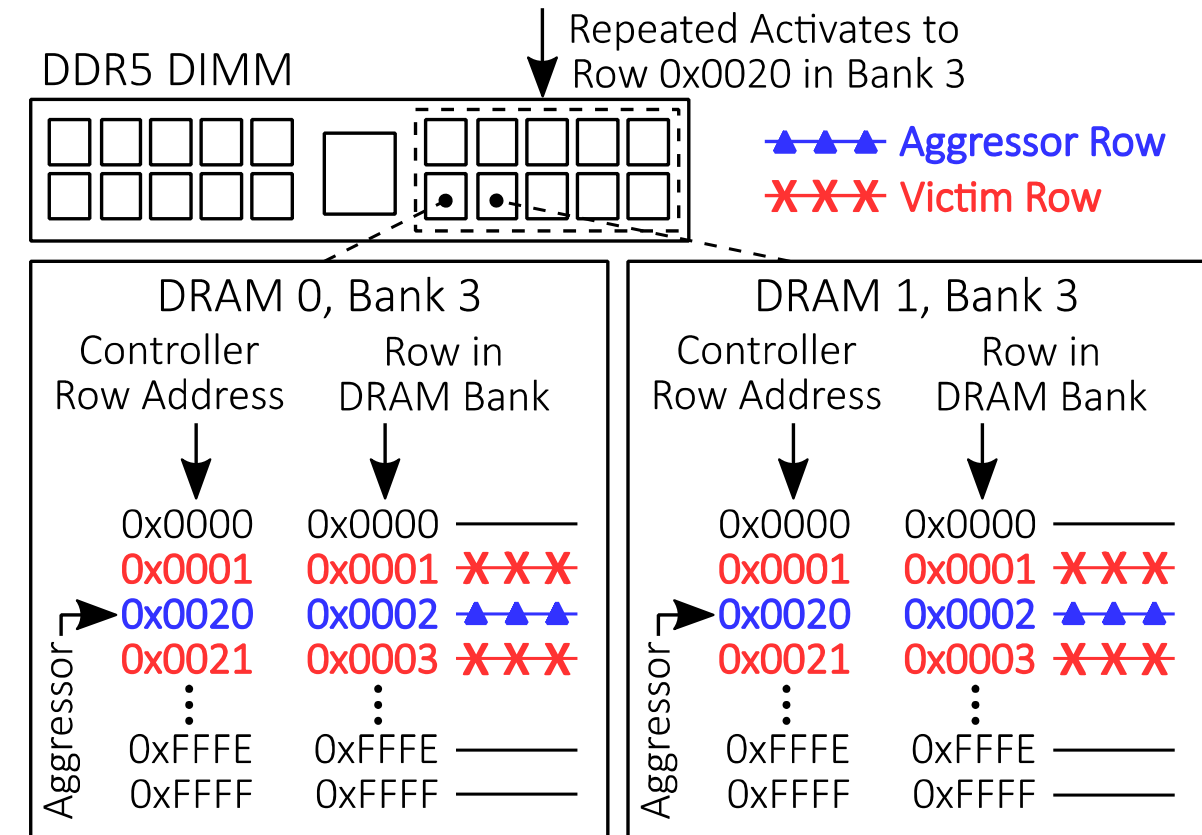 Repeated Activates to
Row 0x0020 in Bank 3
DDR5 DIMM
Aggressor Row
Victim Row
DRAM 0, Bank 3
Controller
Row Address
Row in
DRAM Bank
0x0000 0x0000
0x0001 0x0001
0x0020 0x0002
0x0021 0x0003
0xFFFE 0xFFFE
0xFFFF 0xFFFF
Aggressor
DRAM 1, Bank 3
Controller
Row Address
Row in
DRAM Bank
0x0000 0x0000
0x0001 0x0001
0x0020 0x0002
0x0021 0x0003
0xFFFE 0xFFFE
0xFFFF 0xFFFF
Aggressor